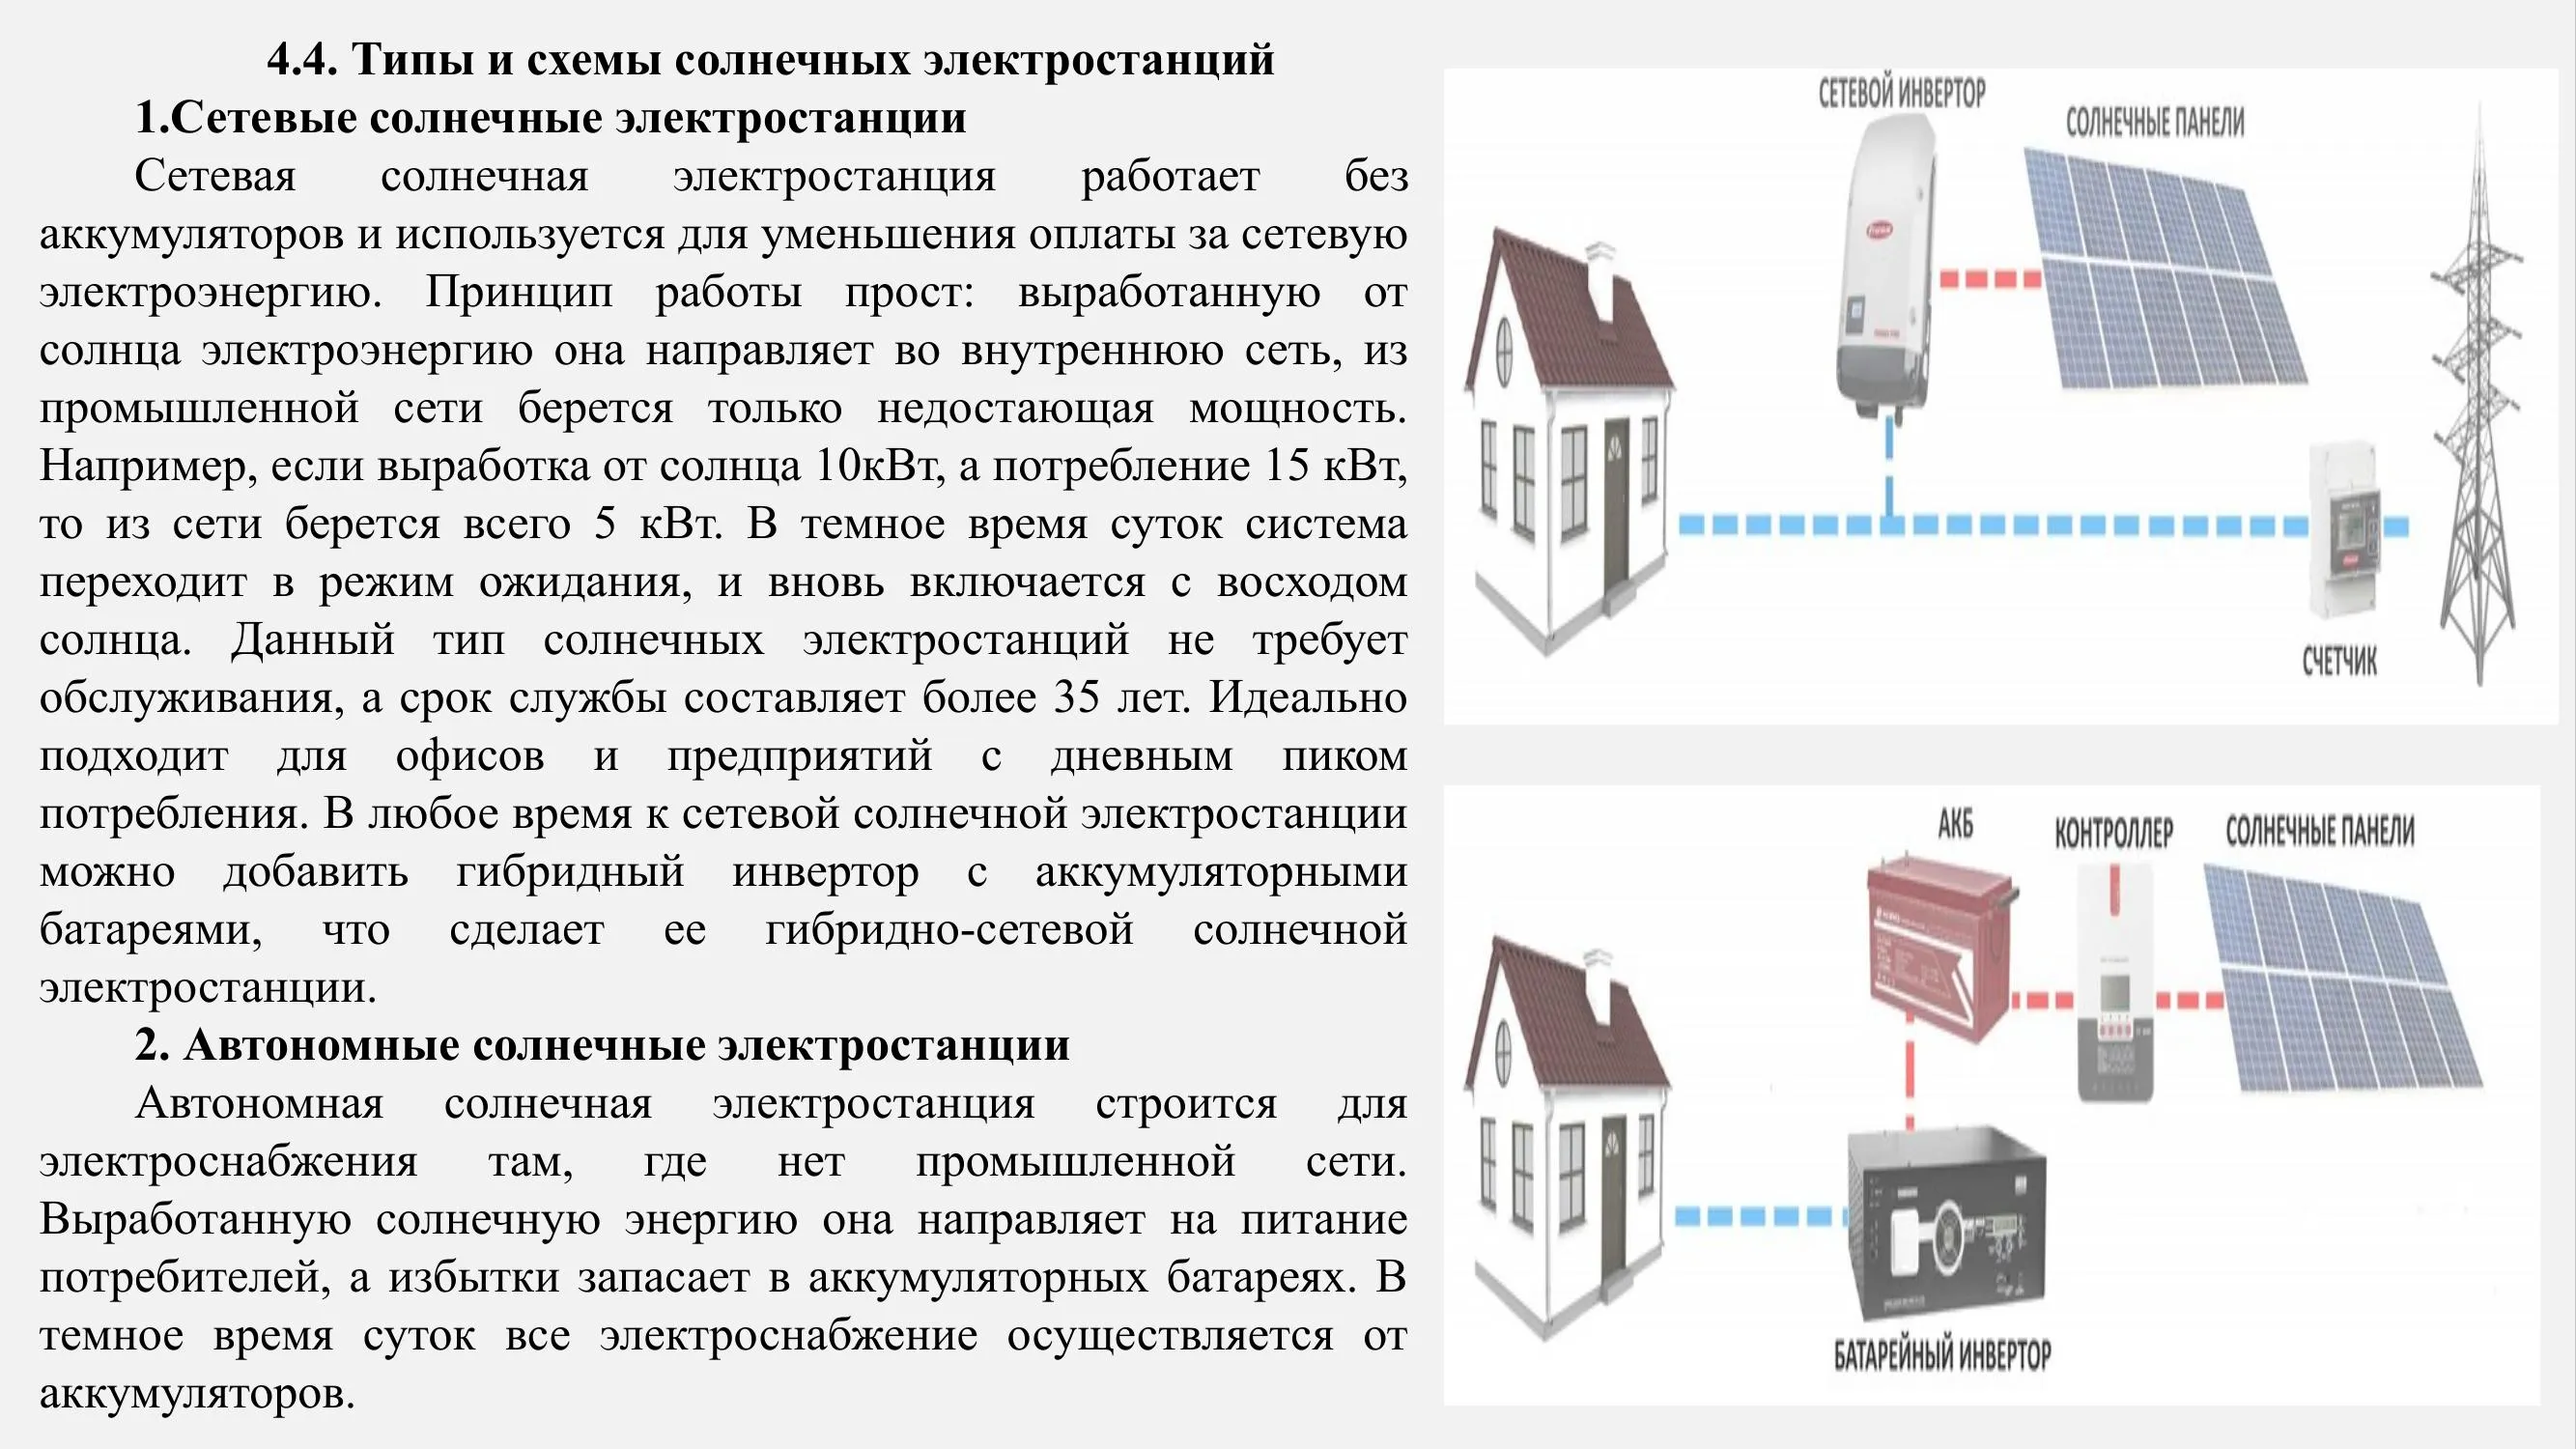 4.4. Типы и схемы солнечных электростанций
1.Сетевые солнечные электростанции
Сетевая солнечная электростанция работает без
аккумуляторов и используется для уменьшения оплаты за сетевую
электроэнергию. Принцип работы прост: выработанную от
солнца электроэнергию она направляет во внутреннюю сеть, из
промышленной сети берется только недостающая мощность.
Например, если выработка от солнца 10кВт, а потребление 15 кВт,
то из сети берется всего 5 кВт. В темное время суток система
переходит в режим ожидания, и вновь включается с восходом
солнца. Данный тип солнечных электростанций не требует
обслуживания, а срок службы составляет более 35 лет. Идеально
подходит для офисов и предприятий с дневным пиком
потребления. В любое время к сетевой солнечной электростанции
можно добавить гибридный инвертор с аккумуляторными
батареями, что сделает ее гибридно-сетевой солнечной
электростанции.
2. Автономные солнечные электростанции
Автономная солнечная электростанция строится для
электроснабжения там, где нет промышленной сети.
Выработанную солнечную энергию она направляет на питание
потребителей, а избытки запасает в аккумуляторных батареях. В
темное время суток все электроснабжение осуществляется от
аккумуляторов.
СЕТЕВОЙ ИНВЕРТОР
СОЛНЕЧНЫЕ ПАНЕЛИ
СЧЕТЧИК
АКБ
КОНТРОЛЛЕР
СОЛНЕЧНЫЕ ПАНЕЛИ
БАТАРЕЙНЫЙ ИНВЕРТОР